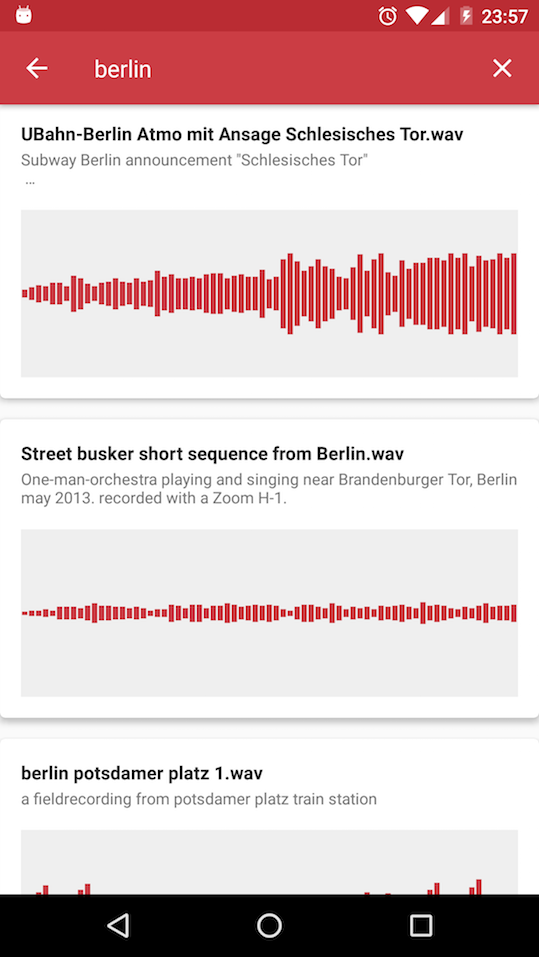 23:57
berlin
UBahn-Berlin Atmo mit Ansage Schlesisches Tor.wav
Subway Berlin announcement "Schlesisches Tor"
...
Street busker short sequence from Berlin.wav
One-man-orchestra playing and singing near Brandenburger Tor, Berlin
may 2013. recorded with a Zoom H-1.
berlin potsdamer platz 1.wav
a fieldrecording from potsdamer platz train station